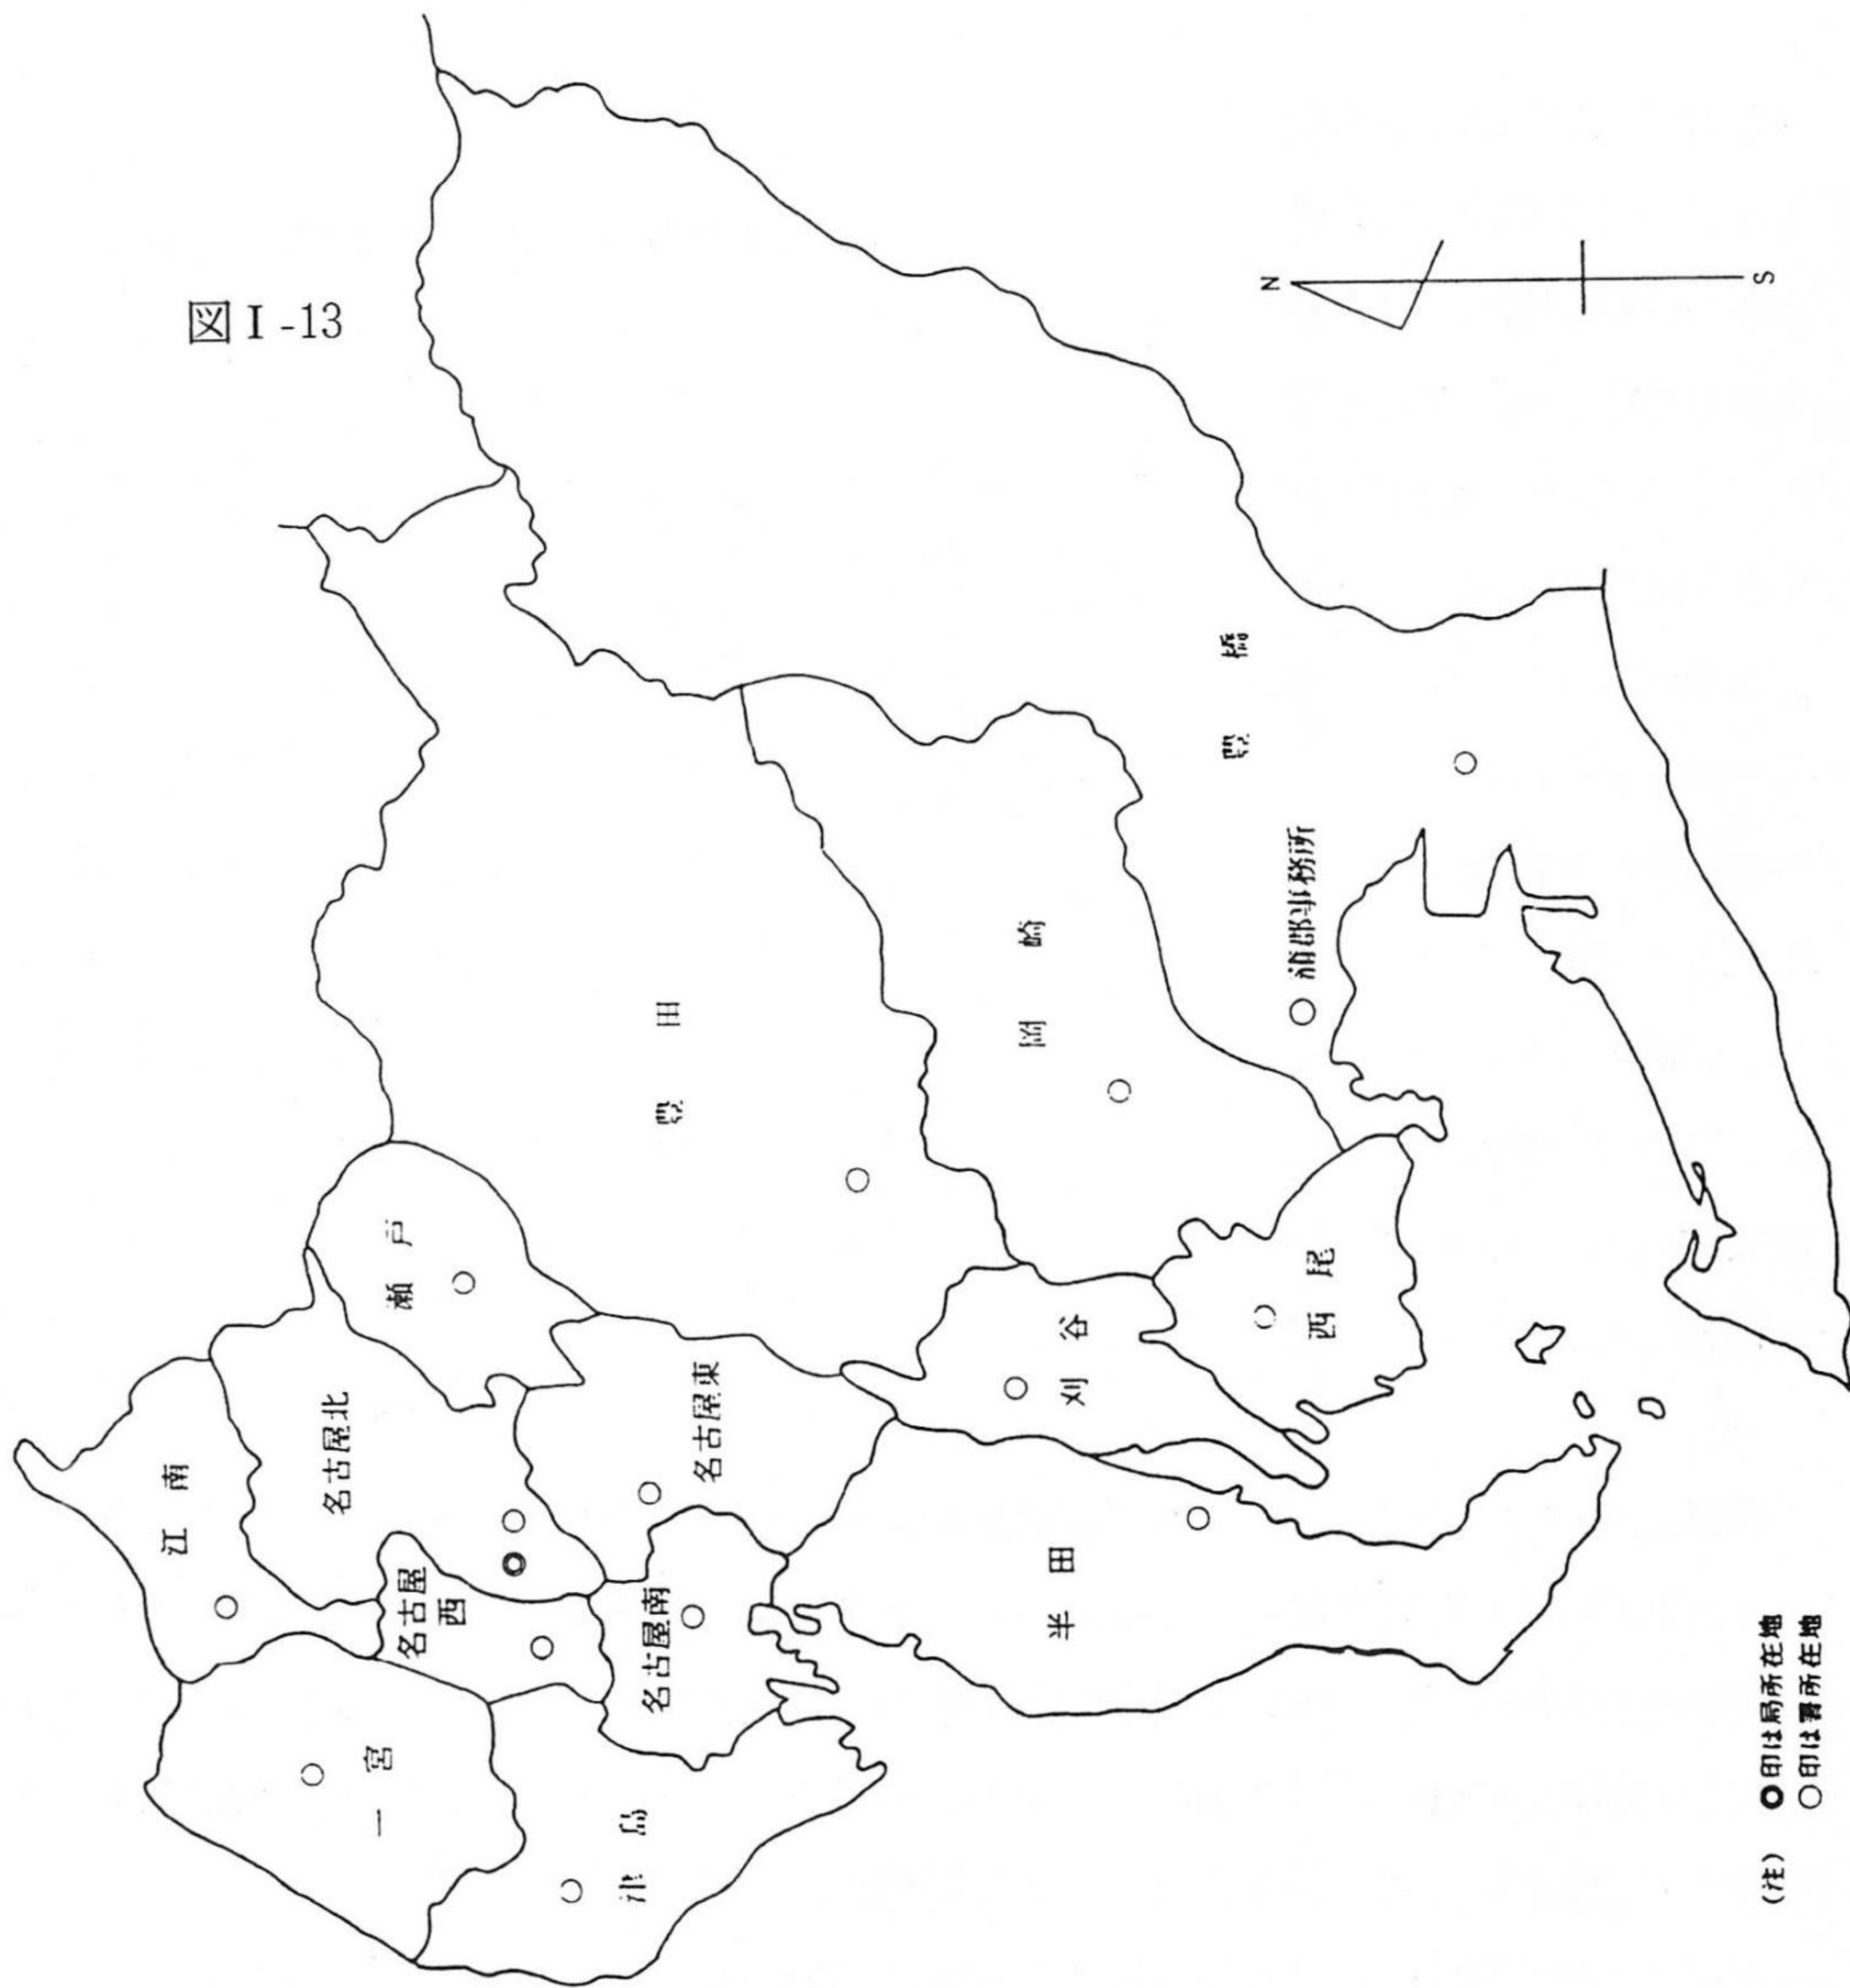 図Ⅰ-13
江南
名古屋北
瀬戸
一宮
名古屋
西
津島
名古屋南
名古屋東
豊田
岡崎
刈谷
半田
西尾
豊橋
蒲郡事務所
N
S
(注)
◎印は局所在地
○印は署所在地